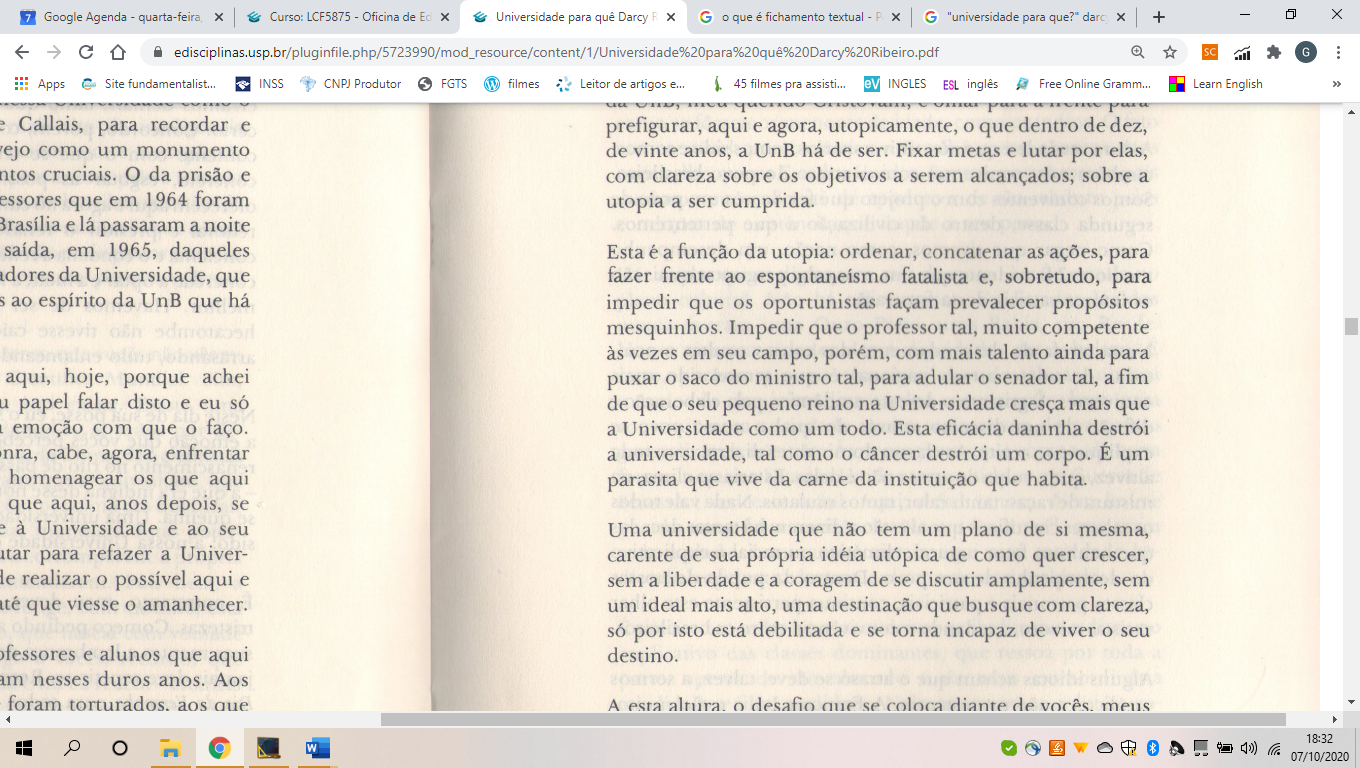 Google Agenda - quarta-feira,
Curso: LCF5875 - Oficina de Ed
Universidade para quê Darcy R
o que é fichamento textual - P
"universidade para que?" darcy
edisciplinas.usp.br/pluginfile.php/5723990/mod_resource/content/1/Universidade%20para%20quê%20Darcy%20Ribeiro.pdf
SC
G
Apps
Site fundamentalist...
INSS
CNPJ Produtor
FGTS
filmes
Leitor de artigos e...
45 filmes pra assisti...
INGLES
inglês
Free Online Gramm...
Learn English
nessa Universidade como o
e Callais, para recordar e
vejo como um monumento
ntos cruciais. O da prisão e
essores que em 1964 foram
Brasília e lá passaram a noite
saída, em 1965, daqueles
adores da Universidade, que
s ao espírito da UnB que há
aqui, hoje, porque achei
u papel falar disto e eu só
a emoção com que o faço.
onra, cabe, agora, enfrentar
homenagear os que aqui
que aqui, anos depois, se
e à Universidade e ao seu
utar para refazer a Univer-
de realizar o possível aqui e
até que viesse o amanhecer.
ofessores e alunos que aqui
am nesses duros anos. Aos
foram torturados, aos que
da UnB, meu querido Cristovam, é olhar para a frente para
prefigurar, aqui e agora, utopicamente, o que dentro de dez,
de vinte anos, a UnB há de ser. Fixar metas e lutar por elas,
com clareza sobre os objetivos a serem alcançados; sobre a
utopia a ser cumprida.
Esta é a função da utopia: ordenar, concatenar as ações, para
fazer frente ao espontaneísmo fatalista e, sobretudo, para
impedir que os oportunistas façam prevalecer propósitos
mesquinhos. Impedir que o professor tal, muito competente
às vezes em seu campo, porém, com mais talento ainda para
puxar o saco do ministro tal, para adular o senador tal, a fim
de que o seu pequeno reino na Universidade cresça mais que
a Universidade como um todo. Esta eficácia daninha destrói
a universidade, tal como o câncer destrói um corpo. É um
parasita que vive da carne da instituição que habita.
Uma universidade que não tem um plano de si mesma,
carente de sua própria idéia utópica de como quer crescer,
sem a liberdade e a coragem de se discutir amplamente, sem
um ideal mais alto, uma destinação que busque com clareza,
só por isto está debilitada e se torna incapaz de viver o seu
destino.
A esta altura, o desafio que se coloca diante de vocês, meus
18:32
07/10/2020